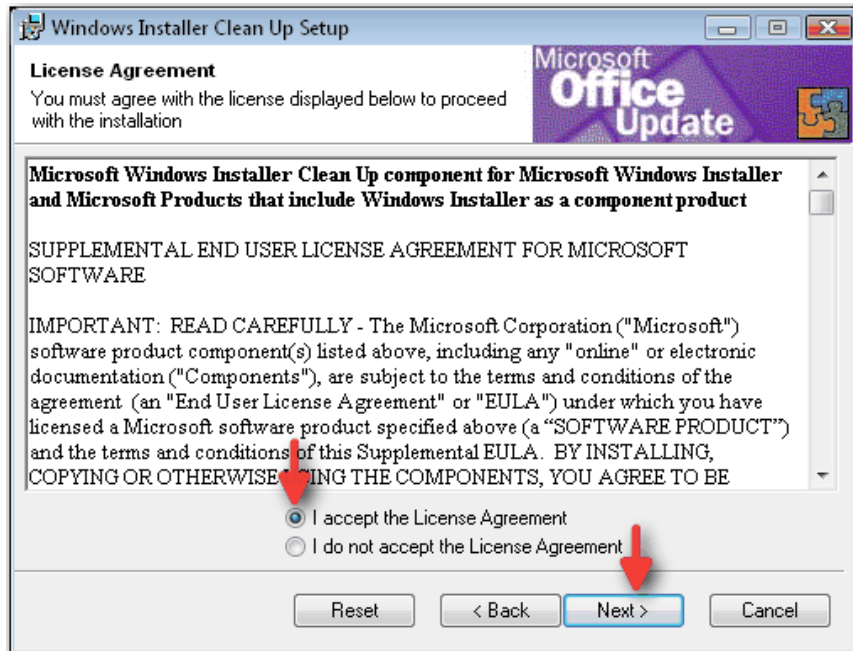 Windows Installer Clean Up Setup
License Agreement
You must agree with the license displayed below to proceed
with the installation
Microsoft
Office
Update
Microsoft Windows Installer Clean Up component for Microsoft Windows Installer
and Microsoft Products that include Windows Installer as a component product
SUPPLEMENTAL END USER LICENSE AGREEMENT FOR MICROSOFT
SOFTWARE
IMPORTANT: READ CAREFULLY - The Microsoft Corporation ("Microsoft")
software product component(s) listed above, including any "online" or electronic
documentation ("Components"), are subject to the terms and conditions of the
agreement (an "End User License Agreement" or "EULA") under which you have
licensed a Microsoft software product specified above (a “SOFTWARE PRODUCT”)
and the terms and conditions of this Supplemental EULA. BY INSTALLING,
COPYING OR OTHERWISE USING THE COMPONENTS, YOU AGREE TO BE
I accept the License Agreement
I do not accept the License Agreement
Reset
< Back
Next >
Cancel